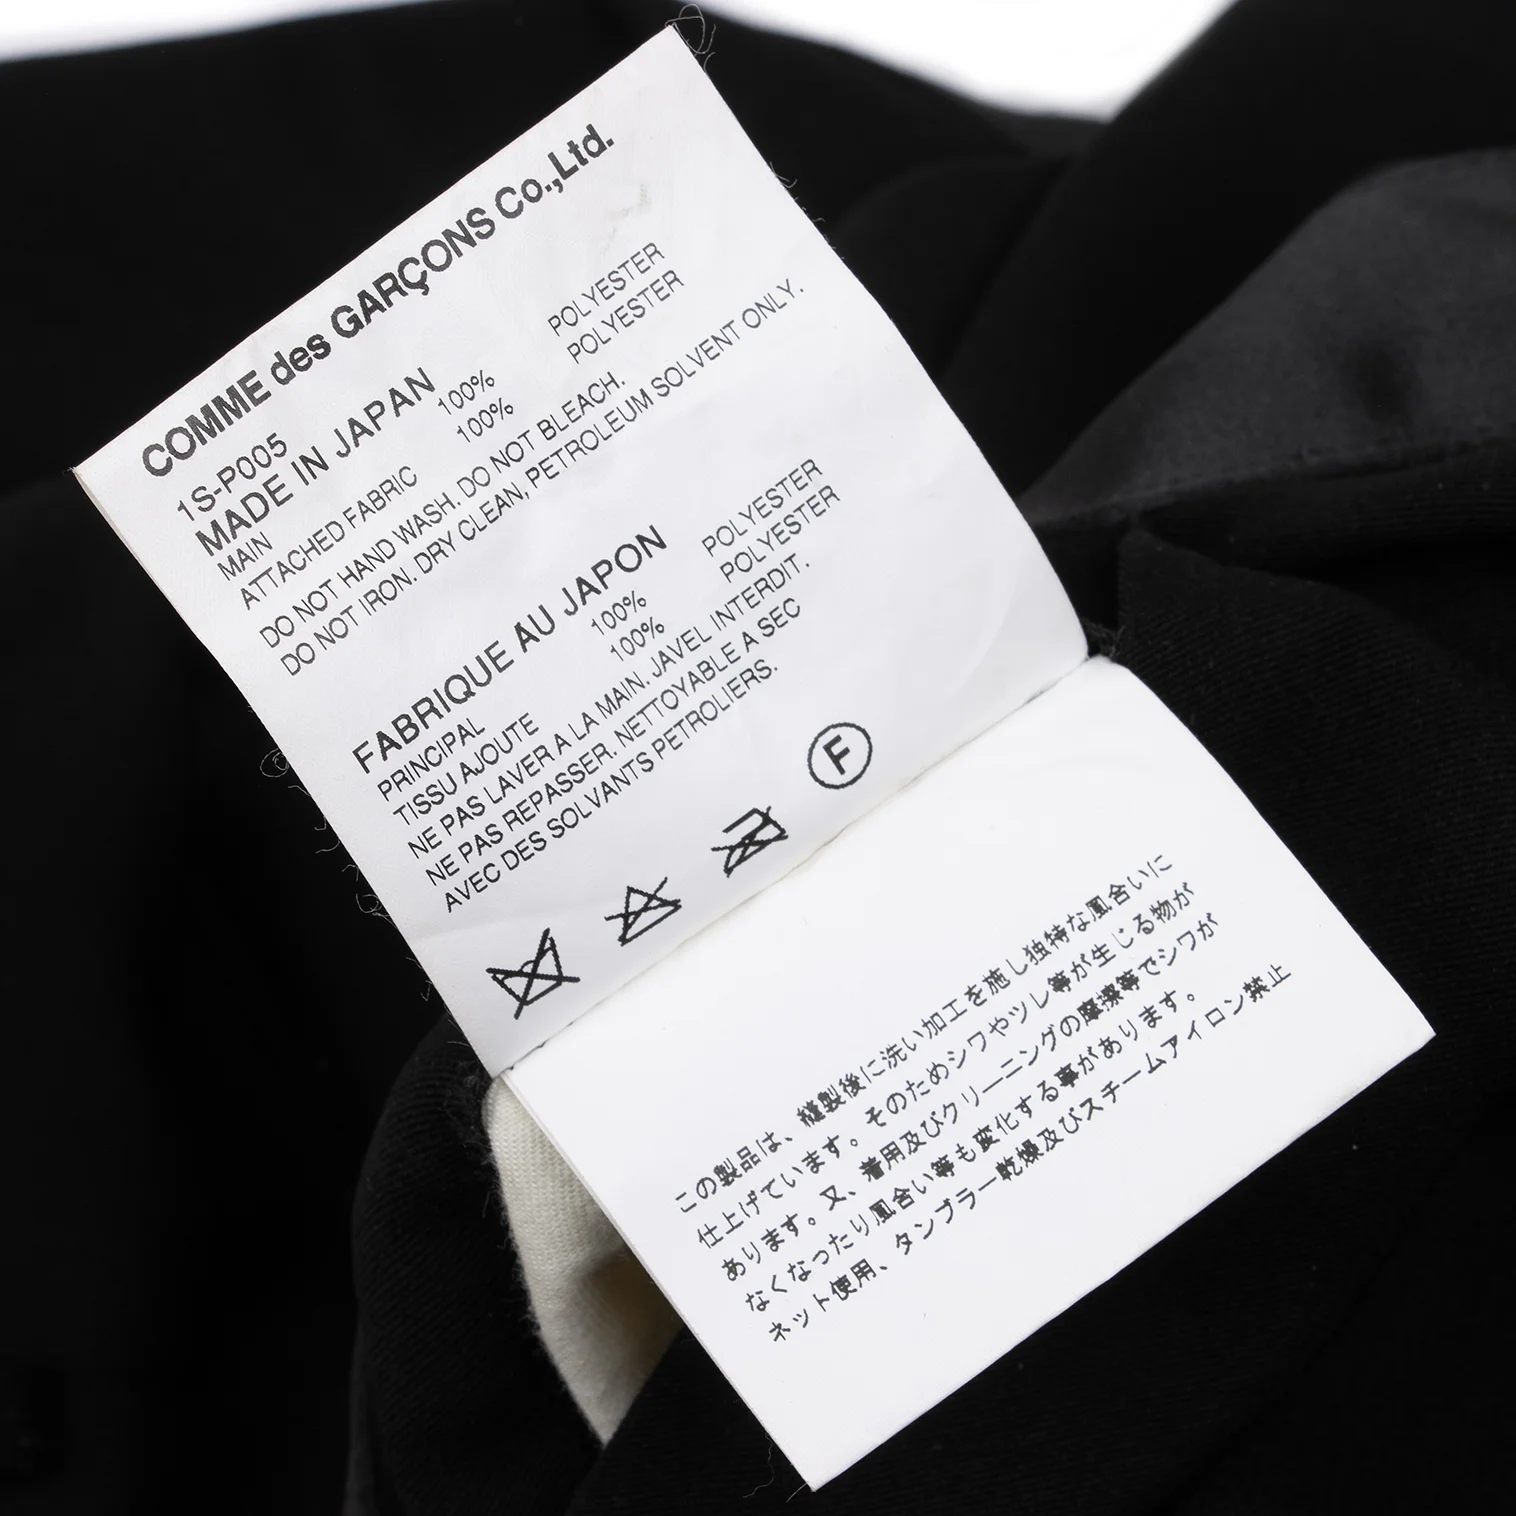 COMME des GARÇONS Co.,Ltd.
1S-P005
MADE IN JAPAN
MAIN 100% POLYESTER
ATTACHED FABRIC 100% POLYESTER
DO NOT HAND WASH. DO NOT BLEACH.
DO NOT IRON. DRY CLEAN, PETROLEUM SOLVENT ONLY.
FABRIQUE AU JAPON
PRINCIPAL 100% POLYESTER
TISSU AJOUTE 100% POLYESTER
NE PAS LAVER A LA MAIN. JAVEL INTERDIT.
NE PAS REPASSER. NETTOYABLE A SEC
AVEC DES SOLVANTS PETROLIERS.
F
この製品は、縫製後に洗い加工を施し独特な風合いに
仕上げています。そのためシワやツレ等が生じる物が
あります。又、着用及びクリーニングの摩擦等でシワが
なくなったり風合い等も変化する事があります。
ネット使用、タンブラー乾燥及びスチームアイロン禁止